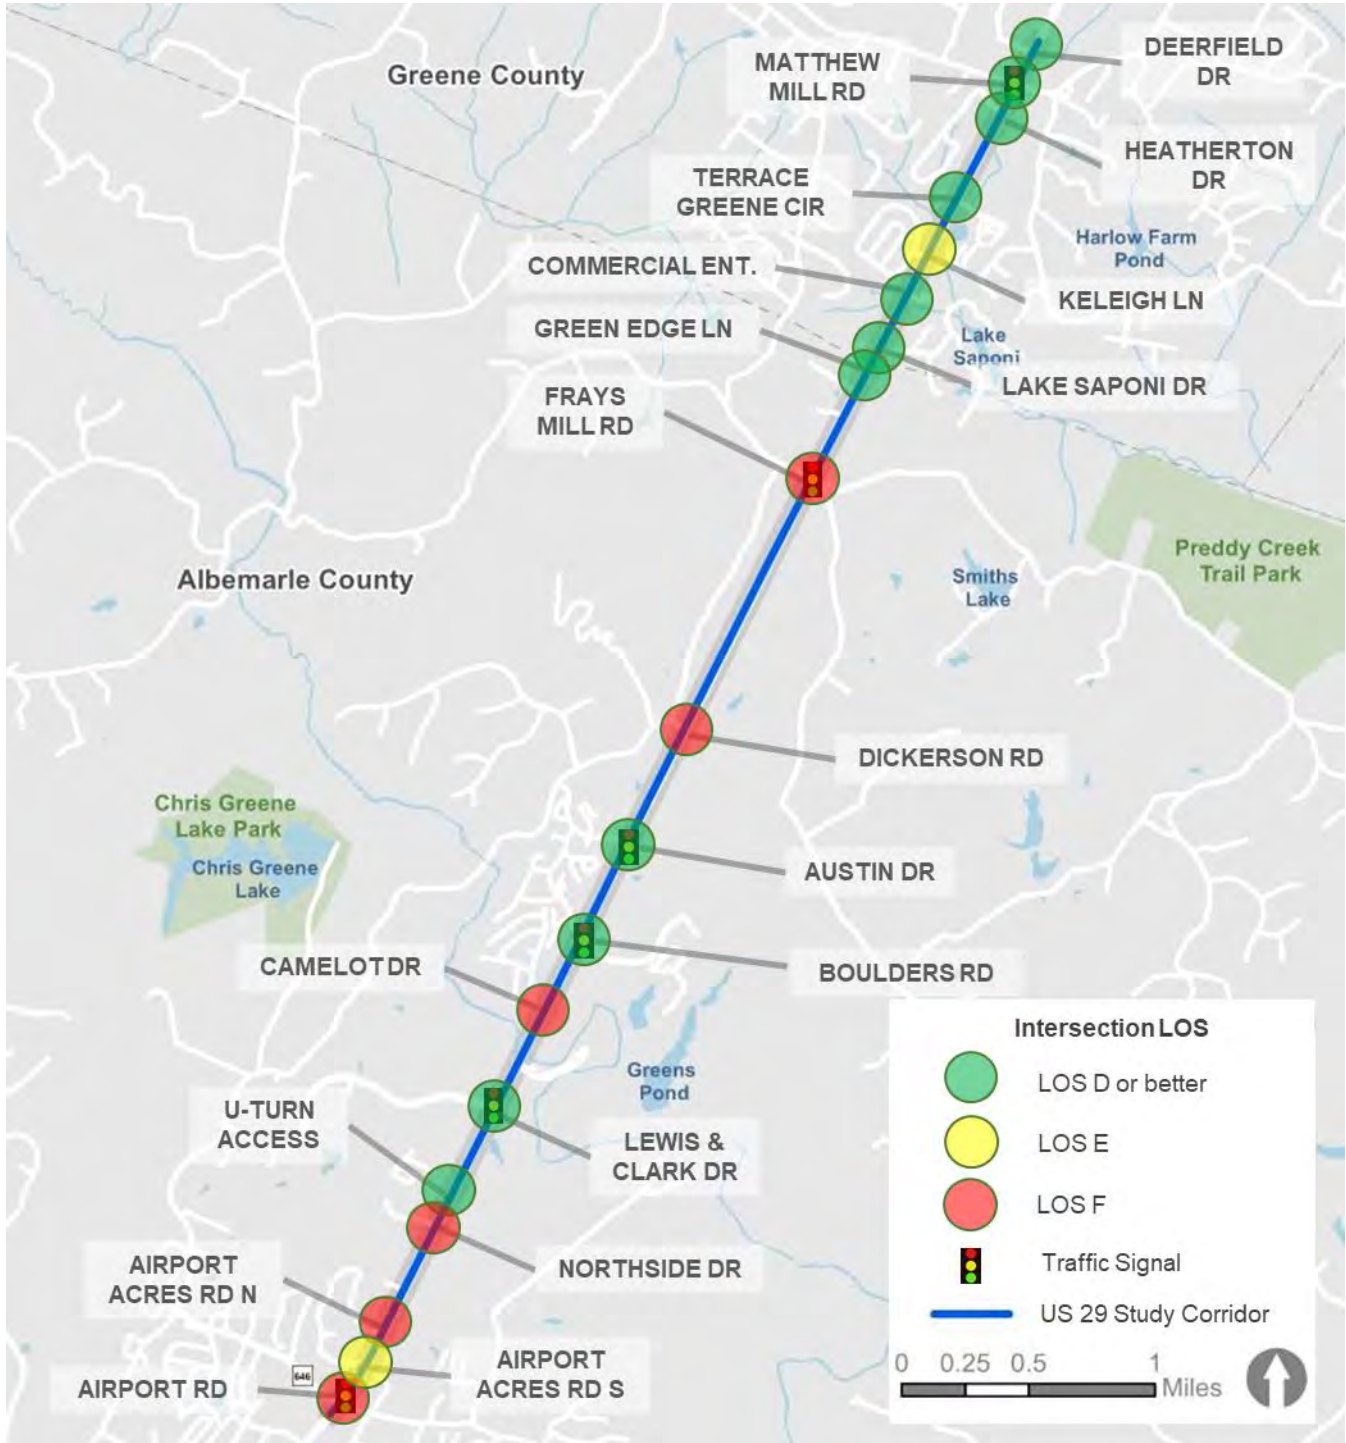 Greene County
MATTHEW
MILL RD
DEERFIELD
DR
HEATHERTON
DR
TERRACE
GREENE CIR
Harlow Farm
Pond
COMMERCIAL ENT.
KELEIGH LN
GREEN EDGE LN
Lake
Saponi
LAKE SAPONI DR
FRAYS
MILL RD
Preddy Creek
Trail Park
Albemarle County
Smiths
Lake
DICKERSON RD
Chris Greene
Lake Park
Chris Greene
Lake
AUSTIN DR
CAMELOT DR
BOULDERS RD
Greens
Pond
U-TURN
ACCESS
LEWIS &
CLARK DR
NORTHSIDE DR
AIRPORT
ACRES RD N
AIRPORT
ACRES RD S
646
AIRPORT RD
Intersection LOS
LOS D or better
LOS E
LOS F
Traffic Signal
US 29 Study Corridor
0 0.25 0.5 1
Miles